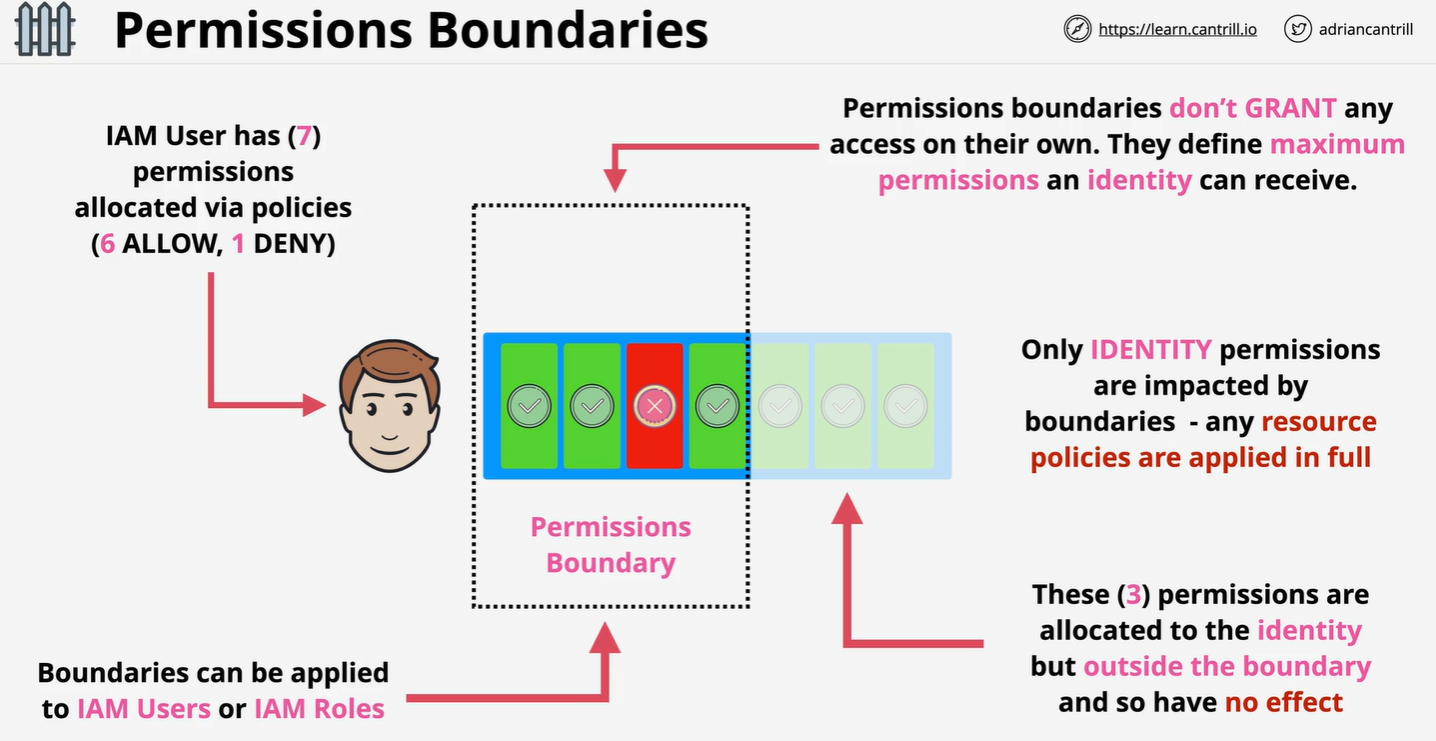 Permissions Boundaries
https://learn.cantrill.io
adriancantrill
IAM User has (7)
permissions
allocated via policies
(6 ALLOW, 1 DENY)
Permissions boundaries don’t GRANT any
access on their own. They define maximum
permissions an identity can receive.
Only IDENTITY permissions
are impacted by
boundaries - any resource
policies are applied in full
Permissions
Boundary
These (3) permissions are
allocated to the identity
but outside the boundary
and so have no effect
Boundaries can be applied
to IAM Users or IAM Roles